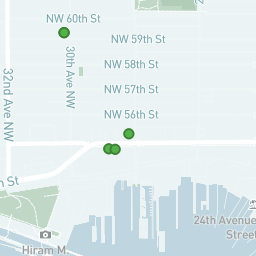 NW 60th St
NW 59th St
30th Ave NW
NW 58th St
32nd Ave NW
NW 57th St
NW 56th St
St
24th Avenue
Street
Hiram M.